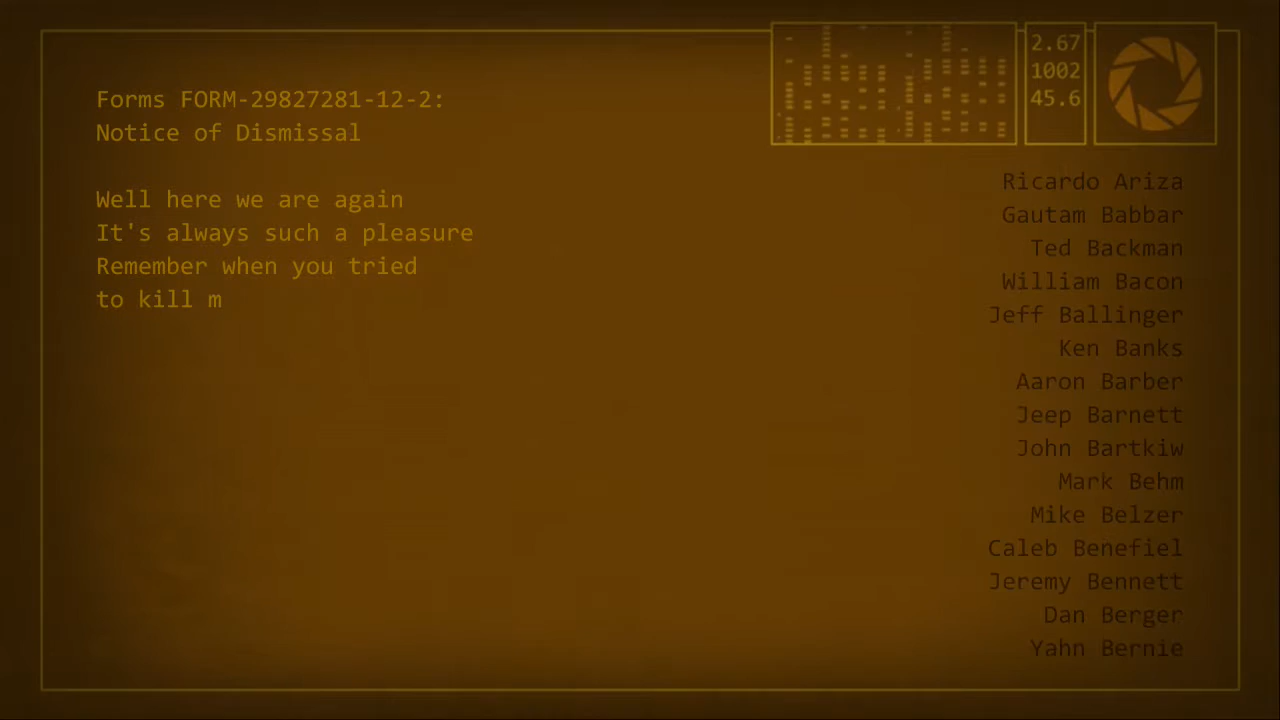 Forms FORM-29827281-12-2:
Notice of Dismissal
Well here we are again
It's always such a pleasure
Remember when you tried
to kill m
2.67
1002
45.6
Ricardo Ariza
Gautam Babbar
Ted Backman
William Bacon
Jeff Ballinger
Ken Banks
Aaron Barber
Jeep Barnett
John Bartkiw
Mark Behm
Mike Belzer
Caleb Benefiel
Jeremy Bennett
Dan Berger
Yahn Bernie